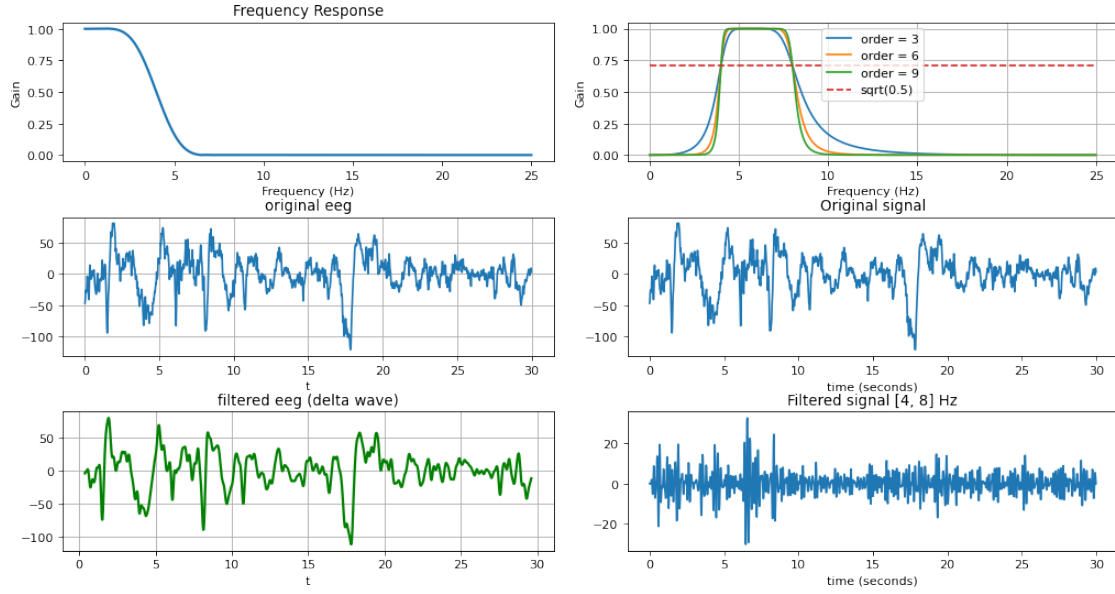 Frequency Response
1.00
0.75
0.50
0.25
0.00
Gain
0 5 10 15 20 25
Frequency (Hz)
1.00
0.75
0.50
0.25
0.00
Gain
order = 3
order = 6
order = 9
sqrt(0.5)
0 5 10 15 20 25
Frequency (Hz)
original eeg
50
0
−50
−100
0 5 10 15 20 25 30
t
Original signal
50
0
−50
−100
0 5 10 15 20 25 30
time (seconds)
filtered eeg (delta wave)
50
0
−50
−100
0 5 10 15 20 25 30
t
Filtered signal [4, 8] Hz
20
0
−20
0 5 10 15 20 25 30
time (seconds)